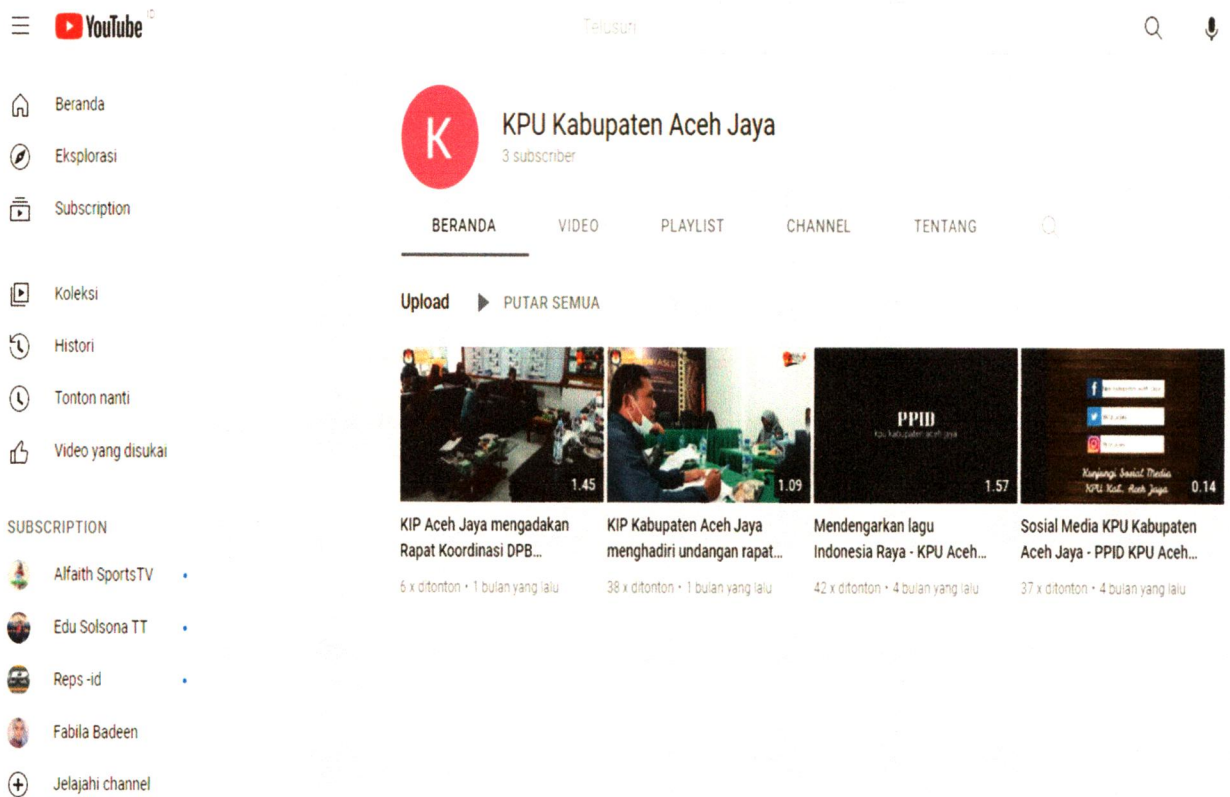 YouTube
ID
Telusuri
Beranda
Eksplorasi
Subscription
Koleksi
Histori
Tonton nanti
Video yang disukai
SUBSCRIPTION
Alfaith SportsTV
Edu Solsona TT
Reps -id
Fabila Badeen
Jelajahi channel
K
KPU Kabupaten Aceh Jaya
3 subscriber
BERANDA VIDEO PLAYLIST CHANNEL TENTANG
Upload PUTAR SEMUA
1.45
KIP Aceh Jaya mengadakan
Rapat Koordinasi DPB...
6 x ditonton • 1 bulan yang lalu
1.09
KIP Kabupaten Aceh Jaya
menghadiri undangan rapat...
38 x ditonton • 1 bulan yang lalu
PPID
kpu kabupaten aceh jaya
1.57
Mendengarkan lagu
Indonesia Raya - KPU Aceh...
42 x ditonton • 4 bulan yang lalu
Kunjungi Sosial Media
KPU Kab. Aceh Jaya
0.14
Sosial Media KPU Kabupaten
Aceh Jaya - PPID KPU Aceh...
37 x ditonton • 4 bulan yang lalu